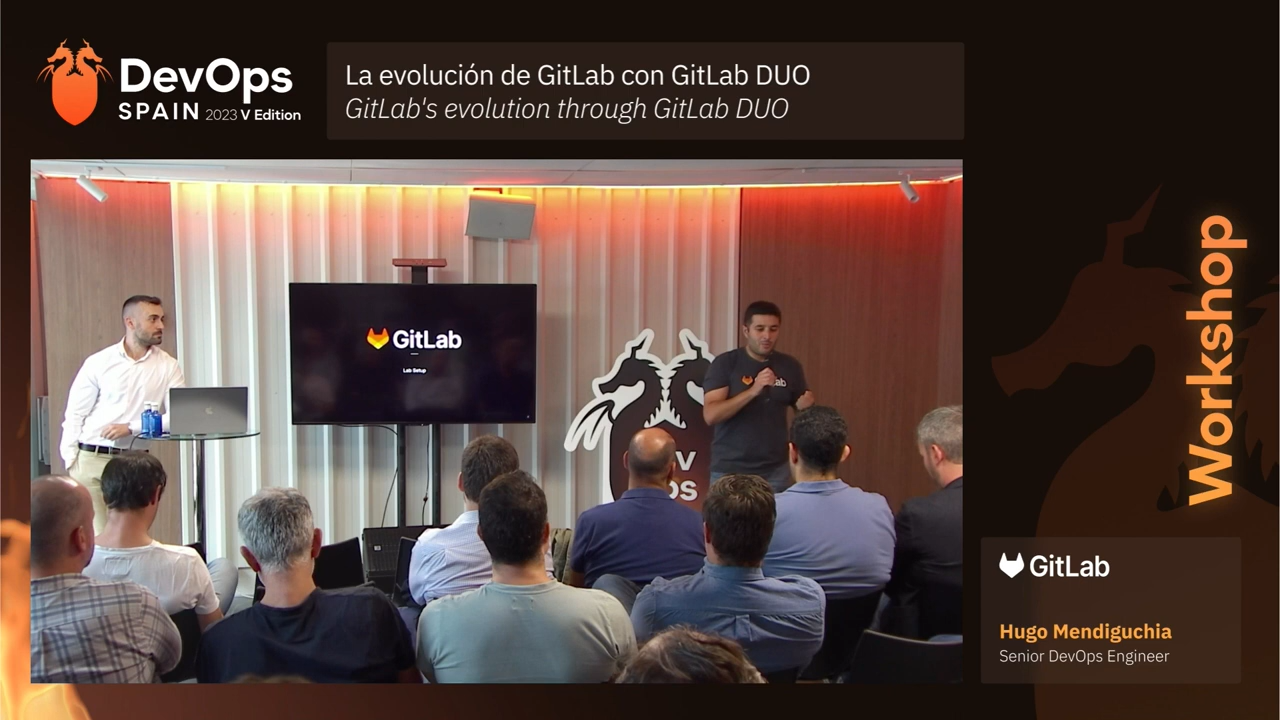 DevOps
SPAIN 2023 V Edition
La evolución de GitLab con GitLab DUO
GitLab's evolution through GitLab DUO
GitLab
Lab Setup
Workshop
GitLab
Hugo Mendiguchia
Senior DevOps Engineer